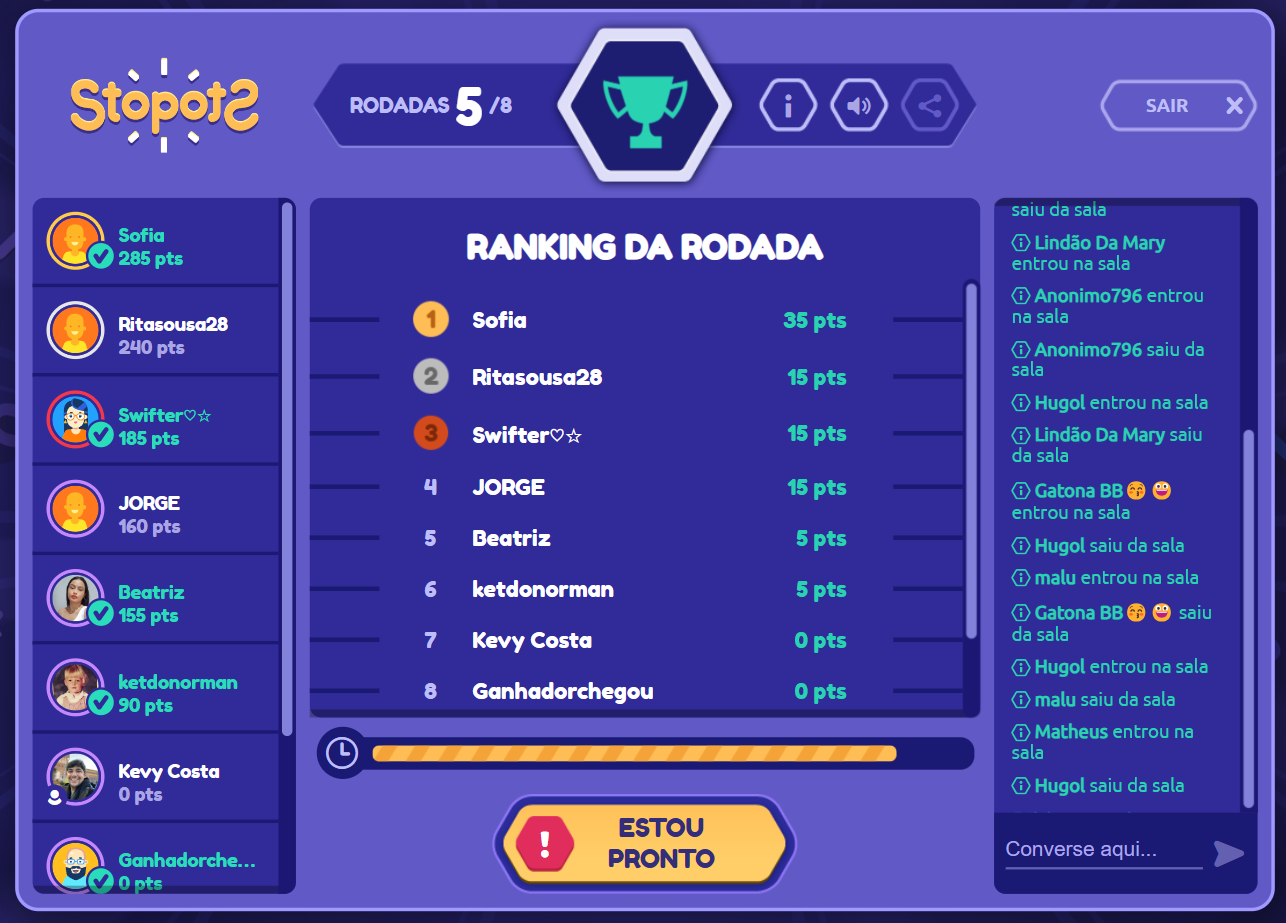 StopotS
RODADAS 5 /8
SAIR
Sofia
285 pts
Ritasousa28
240 pts
Swifter♡☆
185 pts
JORGE
160 pts
Beatriz
155 pts
ketdonorman
90 pts
Kevy Costa
0 pts
Ganhadorche...
0 pts
RANKING DA RODADA
1 Sofia 35 pts
2 Ritasousa28 15 pts
3 Swifter♡☆ 15 pts
4 JORGE 15 pts
5 Beatriz 5 pts
6 ketdonorman 5 pts
7 Kevy Costa 0 pts
8 Ganhadorchegou 0 pts
ESTOU
PRONTO
saiu da sala
Lindão Da Mary
entrou na sala
Anonimo796 entrou
na sala
Anonimo796 saiu da
sala
Hugol entrou na sala
Lindão Da Mary saiu
da sala
Gatona BB😚 😀
entrou na sala
Hugol saiu da sala
malu entrou na sala
Gatona BB😚 😀 saiu
da sala
Hugol entrou na sala
malu saiu da sala
Matheus entrou na
sala
Hugol saiu da sala
Converse aqui...